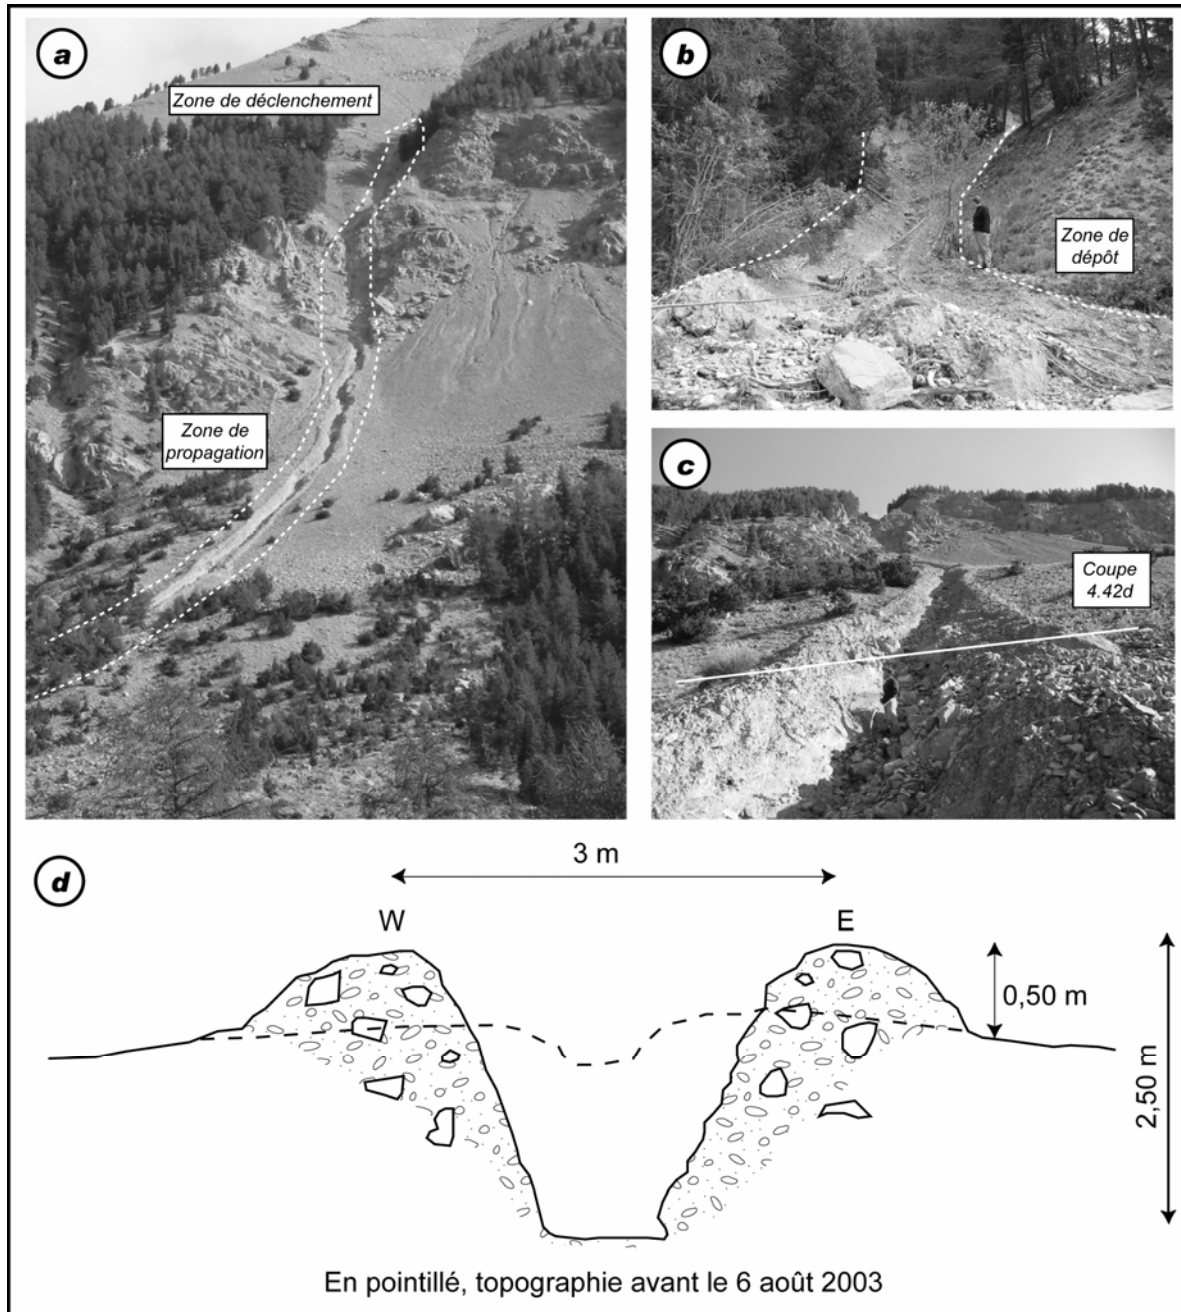 a
Zone de déclenchement
Zone de
propagation
b
Zone de
dépôt
c
Coupe
4.42d
d
3 m
W
E
0,50 m
2,50 m
En pointillé, topographie avant le 6 août 2003